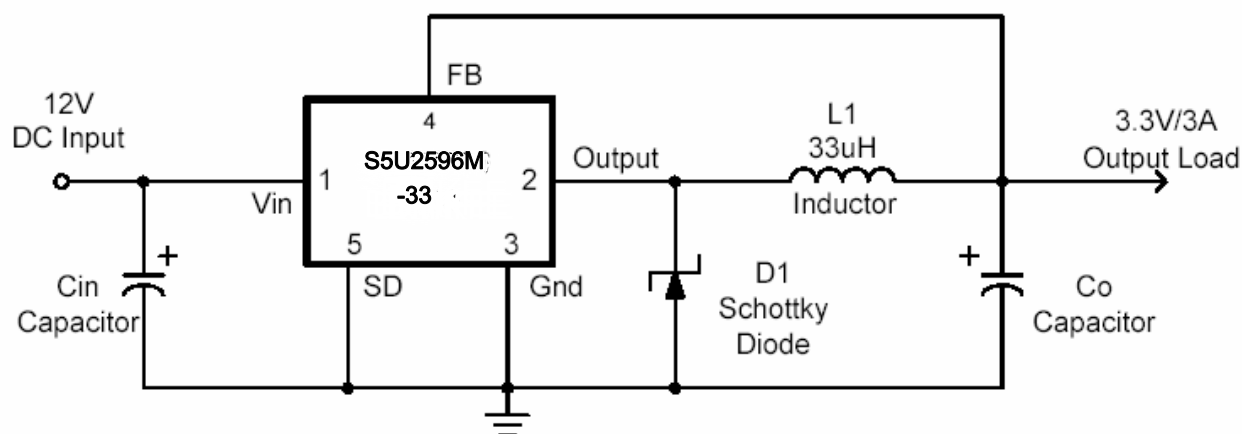 FB
12V
DC Input
4
S5U2596M
-33
1
2
Vin
Output
L1
33uH
Inductor
3.3V/3A
Output Load
5
3
SD
Gnd
+
Cin
Capacitor
D1
Schottky
Diode
+
Co
Capacitor